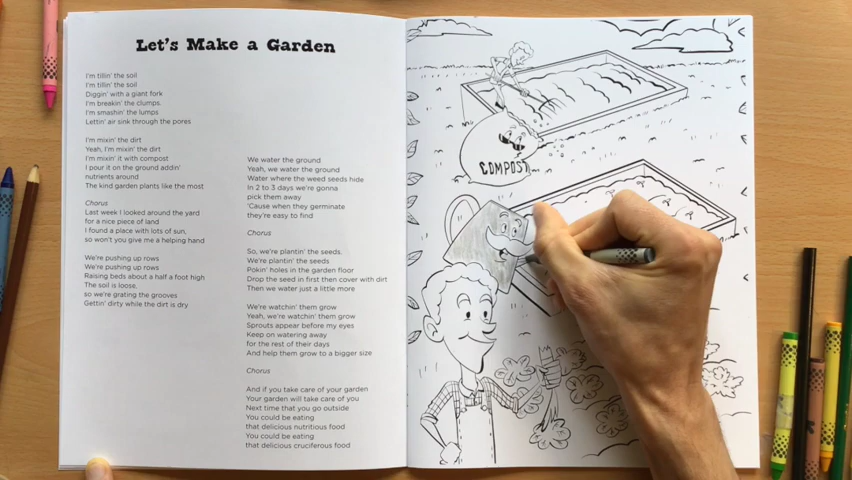 Let's Make a Garden
I'm tillin' the soil
I'm tillin' the soil
Diggin' with a giant fork
I'm breakin' the clumps.
I'm smashin' the lumps
Lettin' air sink through the pores
I'm mixin' the dirt
Yeah, I'm mixin' the dirt
I'm mixin' it with compost
I pour it on the ground addin'
nutrients around
The kind garden plants like the most
Chorus
Last week I looked around the yard
for a nice piece of land
I found a place with lots of sun,
so won't you give me a helping hand
We're pushing up rows
We're pushing up rows
Raising beds about a half a foot high
The soil is loose,
so we're grating the grooves
Gettin' dirty while the dirt is dry
We water the ground
Yeah, we water the ground
Water where the weed seeds hide
In 2 to 3 days we're gonna
pick them away
'Cause when they germinate
they're easy to find
Chorus
So, we're plantin' the seeds.
We're plantin' the seeds
Pokin' holes in the garden floor
Drop the seed in first then cover with dirt
Then we water just a little more
We're watchin' them grow
Yeah, we're watchin' them grow
Sprouts appear before my eyes
Keep on watering away
for the rest of their days
And help them grow to a bigger size
Chorus
And if you take care of your garden
Your garden will take care of you
Next time that you go outside
You could be eating
that delicious nutritious food
You could be eating
that delicious cruciferous food
COMPOST